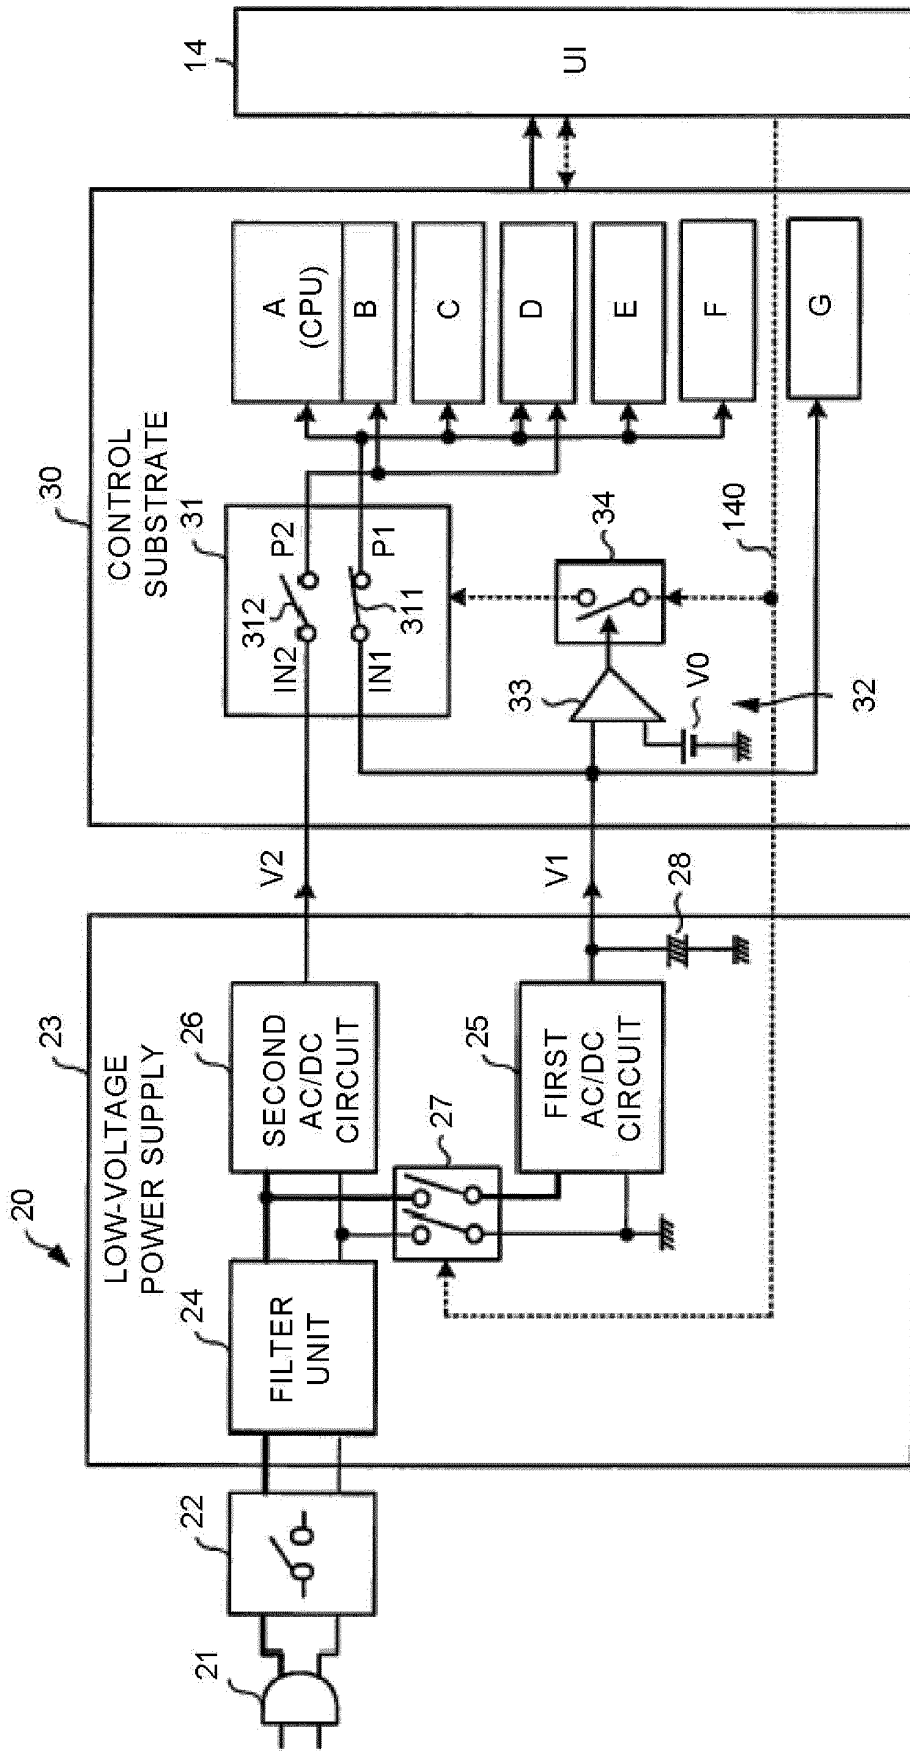 20
21
22
23
LOW-VOLTAGE
POWER SUPPLY
24
FILTER
UNIT
26
SECOND
AC/DC
CIRCUIT
27
25
FIRST
AC/DC
CIRCUIT
28
V2
V1
30
CONTROL
SUBSTRATE
31
IN2
312
P2
IN1
311
P1
33
34
V0
32
140
A
(CPU)
B
C
D
E
F
G
14
UI